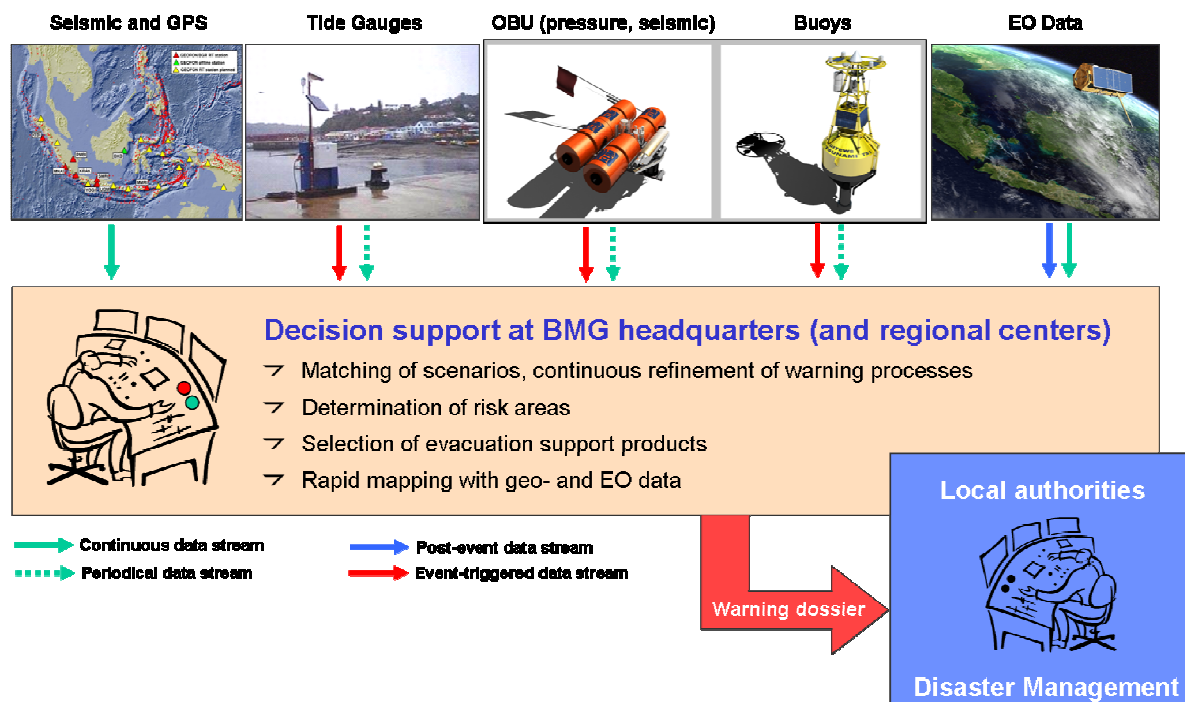 Seismic and GPS
Tide Gauges
OBU (pressure, seismic)
Buoys
EO Data
Decision support at BMG headquarters (and regional centers)
Matching of scenarios, continuous refinement of warning processes
Determination of risk areas
Selection of evacuation support products
Rapid mapping with geo- and EO data
Local authorities
Continuous data stream
Post-event data stream
Periodical data stream
Event-triggered data stream
Warning dossier
Disaster Management